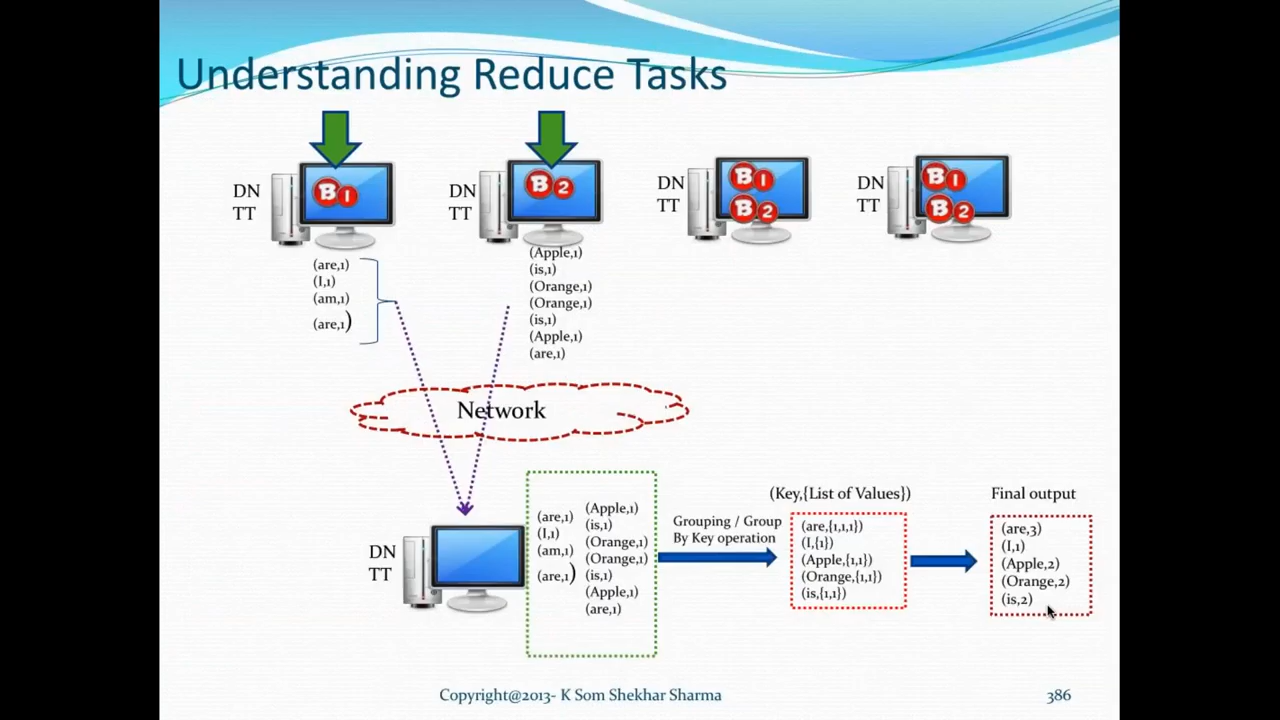 Understanding Reduce Tasks
DN
TT
B1
DN
TT
B2
DN
TT
B1
B2
DN
TT
B1
B2
(are,1)
(I,1)
(am,1)
(are,1)
(Apple,1)
(is,1)
(Orange,1)
(Orange,1)
(is,1)
(Apple,1)
(are,1)
Network
DN
TT
(are,1)
(I,1)
(am,1)
(are,1)
(Apple,1)
(is,1)
(Orange,1)
(Orange,1)
(is,1)
(Apple,1)
(are,1)
Grouping / Group
By Key operation
(Key,{List of Values})
(are,{1,1,1})
(I,{1})
(Apple,{1,1})
(Orange,{1,1})
(is,{1,1})
Final output
(are,3)
(I,1)
(Apple,2)
(Orange,2)
(is,2)
Copyright@2013- K Som Shekhar Sharma
386